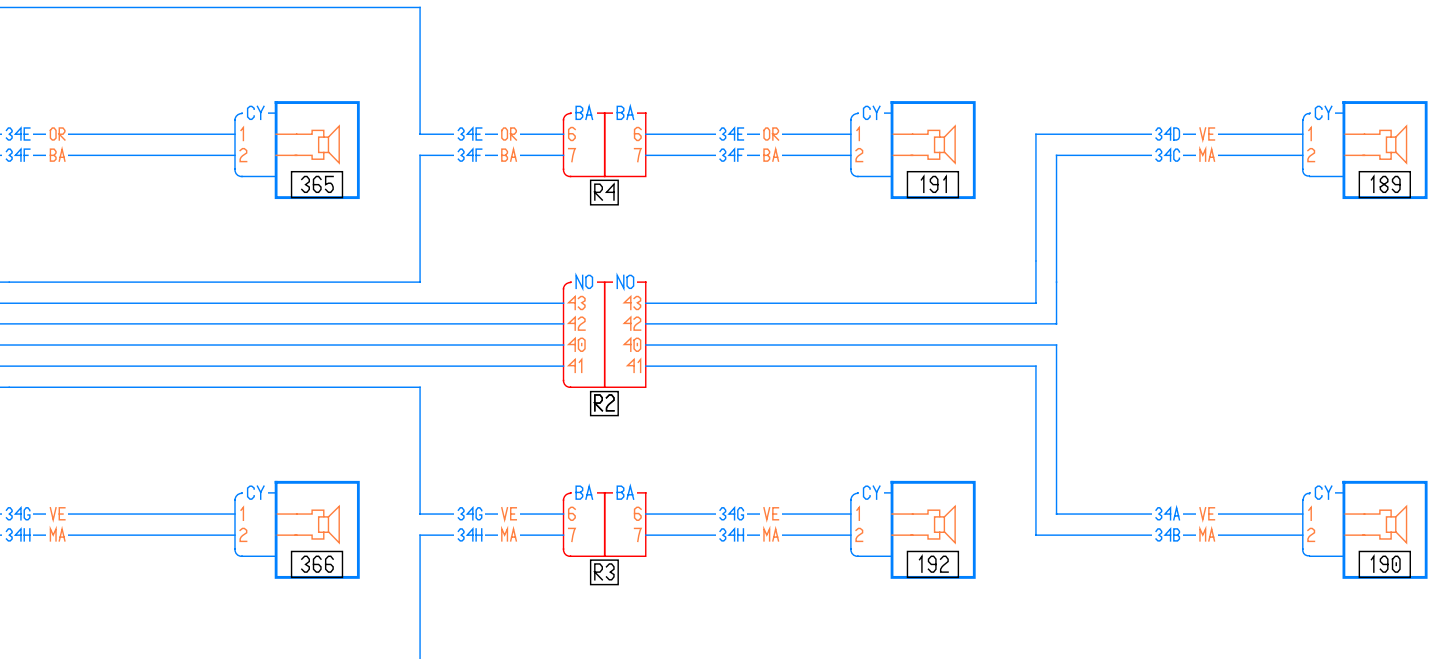 CY BA BA CY CY
34E OR 1 34E OR 6 6 34E OR 1 34D VE 1
34F BA 2 34F BA 7 7 34F BA 2 34C MA 2
365 R4 191 189
NO NO
43 43
42 42
40 40
41 41
R2
CY BA BA CY CY
34G VE 1 34G VE 6 6 34G VE 1 34A VE 1
34H MA 2 34H MA 7 7 34H MA 2 34B MA 2
366 R3 192 190